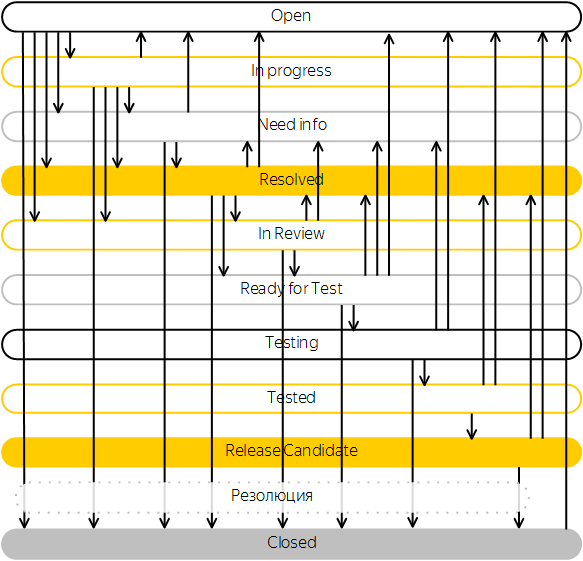 Open
In progress
Need info
Resolved
In Review
Ready for Test
Testing
Tested
Release Candidate
Резолюция
Closed